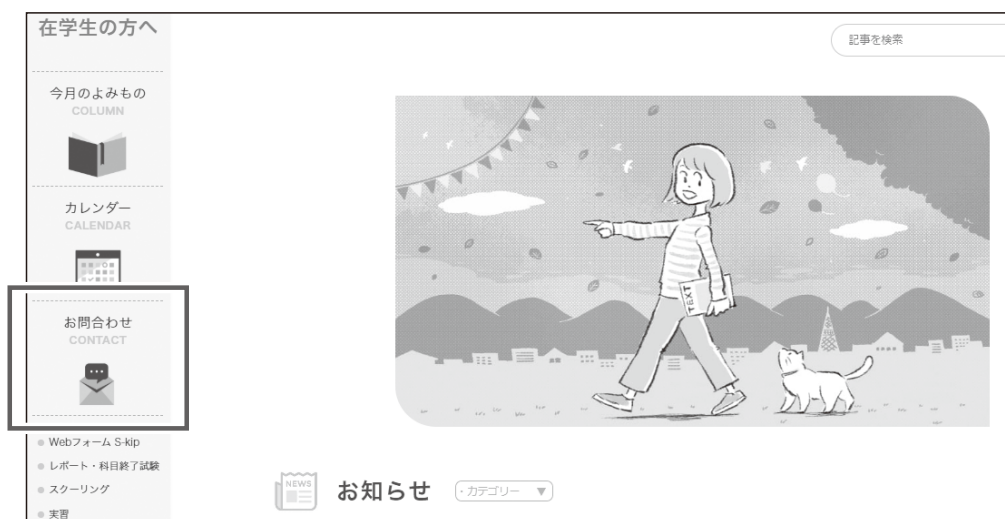 在学生の方へ
記事を検索
今月のよみもの
COLUMN
カレンダー
CALENDAR
お問合わせ
CONTACT
Webフォーム S-kip
レポート・科目終了試験
スクーリング
実習
TEXT
NEWS
お知らせ
・カテゴリー ▼